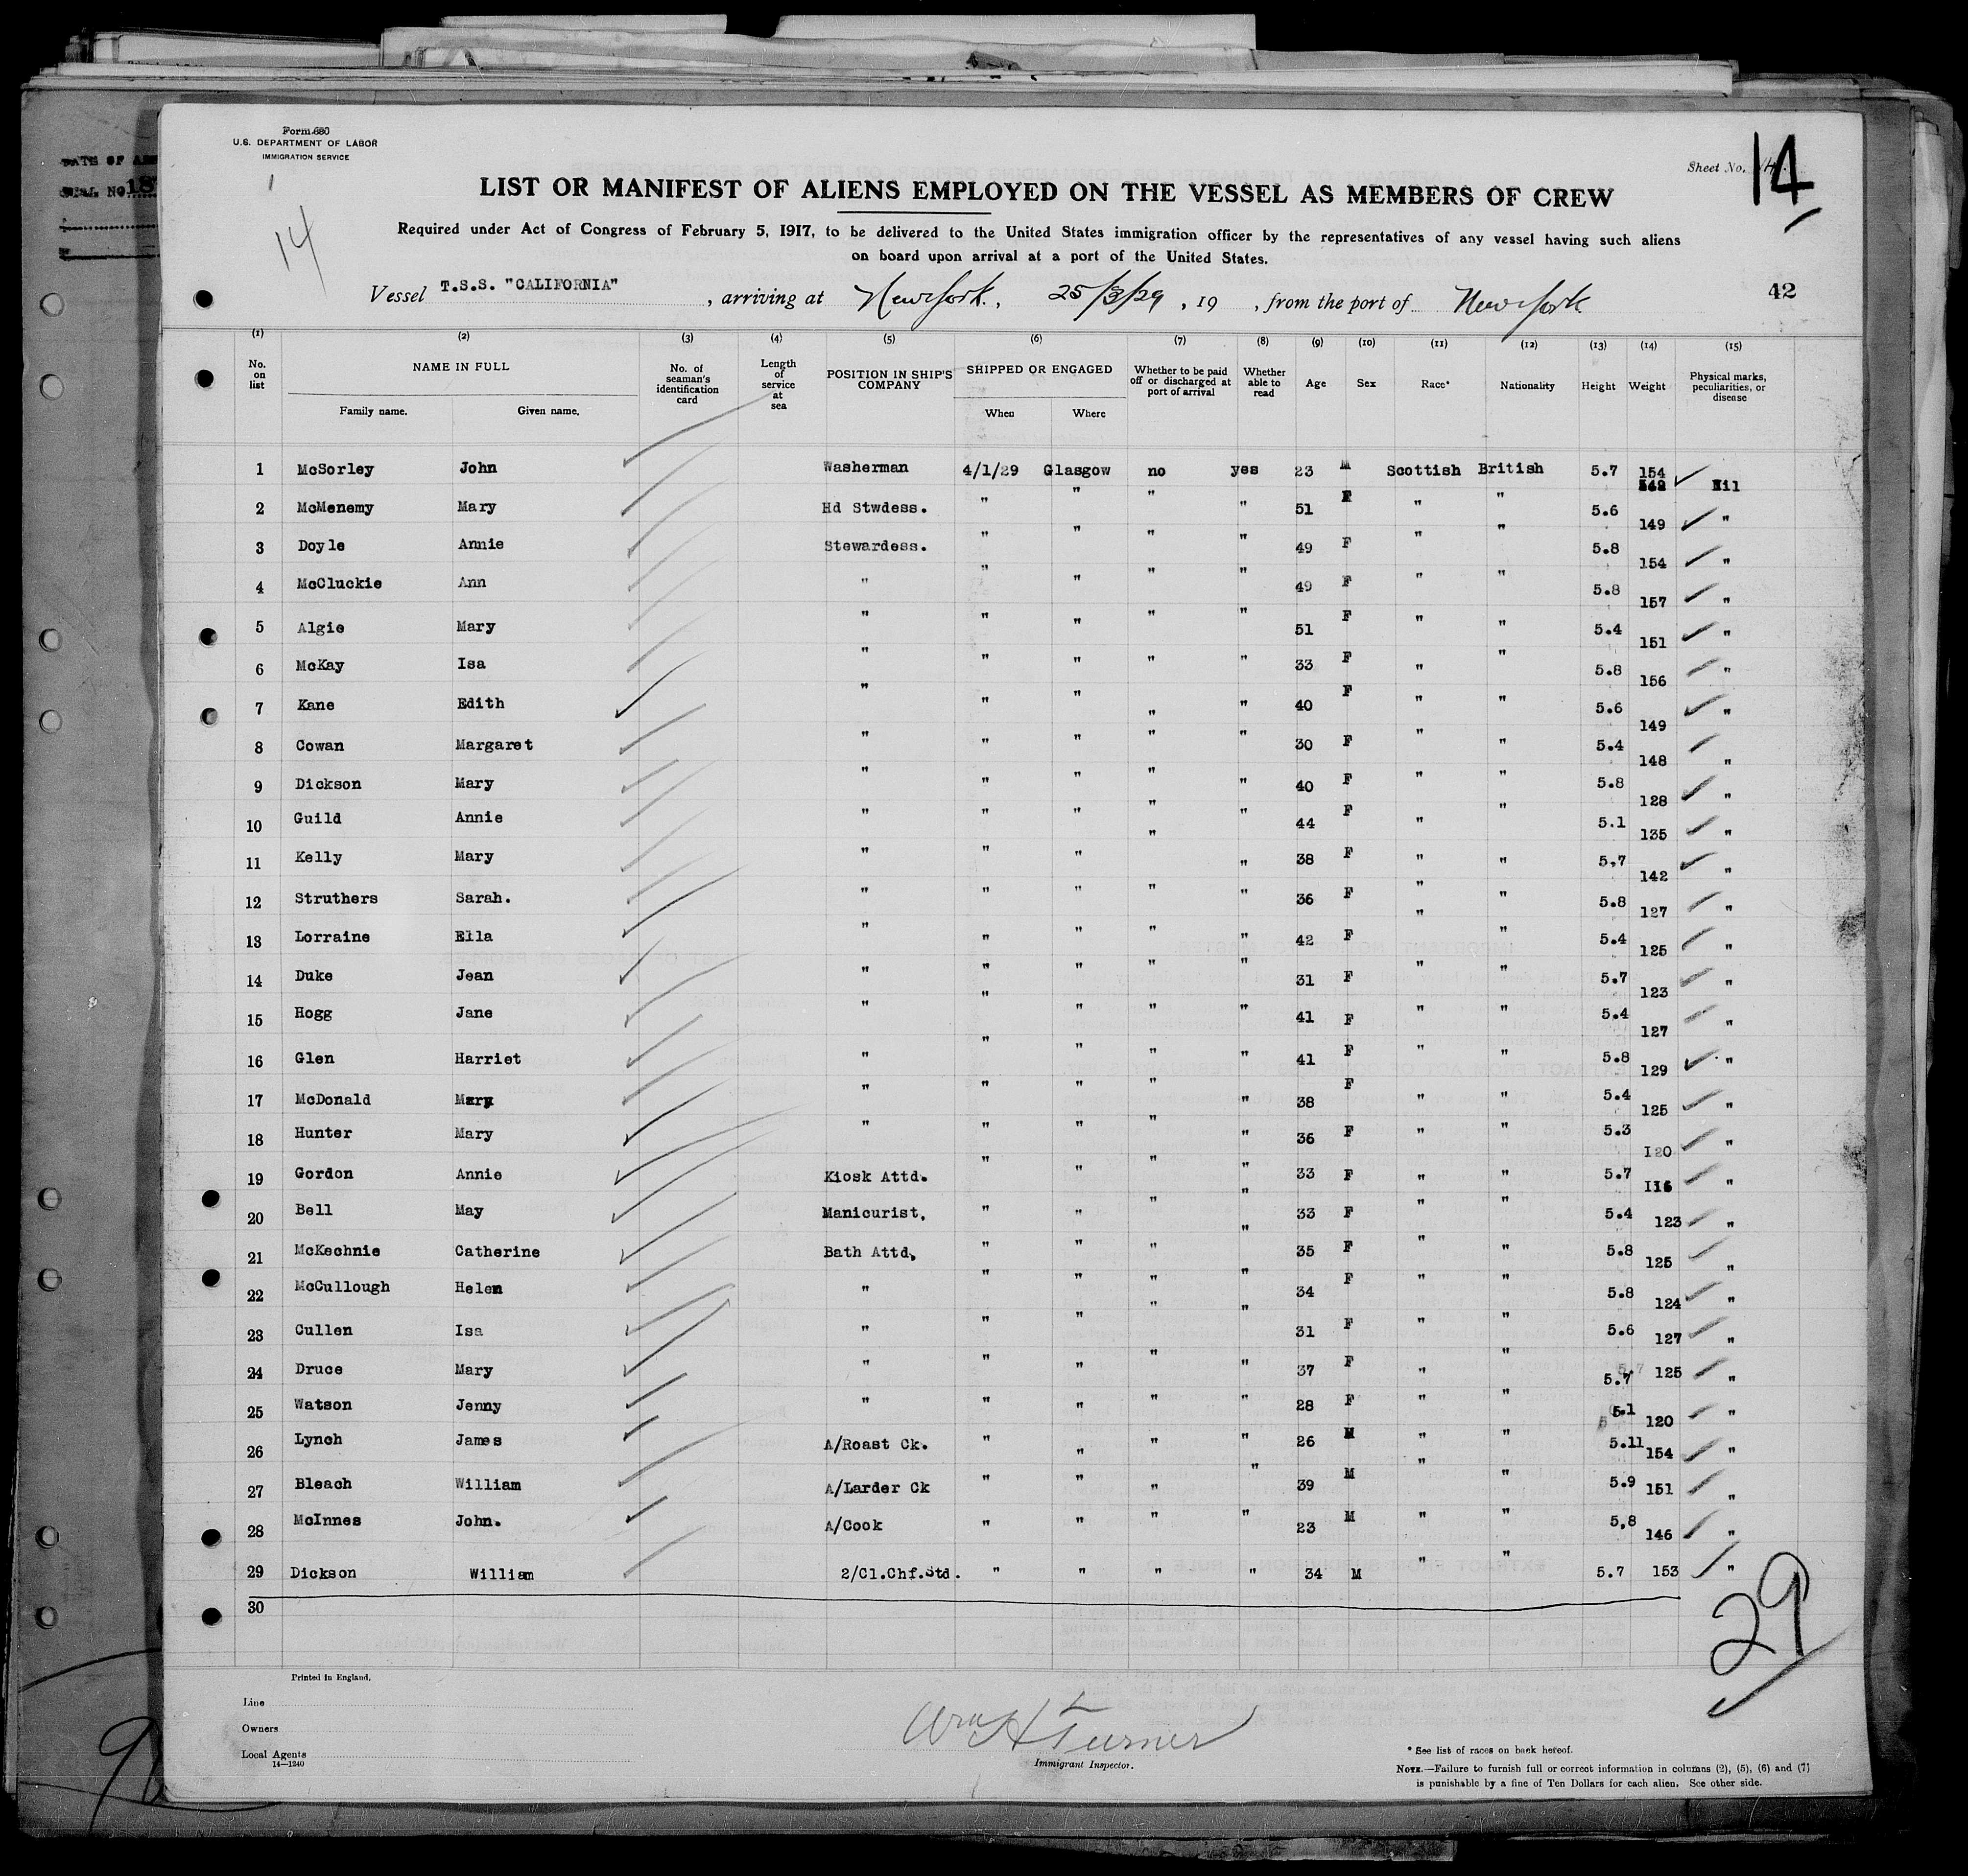 Form 680
U.S. DEPARTMENT OF LABOR
IMMIGRATION SERVICE
Sheet No. 14
14
14
LIST OR MANIFEST OF ALIENS EMPLOYED ON THE VESSEL AS MEMBERS OF CREW
Required under Act of Congress of February 5, 1917, to be delivered to the United States immigration officer by the representatives of any vessel having such aliens
on board upon arrival at a port of the United States.
Vessel T.S.S. "CALIFORNIA", arriving at New York, 25/3/29, 19 , from the port of New York
42
(1) (2) (3) (4) (5) (6) (7) (8) (9) (10) (11) (12) (13) (14) (15)
No. on list NAME IN FULL Family name. Given name. No. of seaman's identification card Length of service at sea POSITION IN SHIP'S COMPANY SHIPPED OR ENGAGED When Where Whether to be paid off or discharged at port of arrival Whether able to read Age Sex Race* Nationality Height Weight Physical marks, peculiarities, or disease
1 McSorley John Washerman 4/1/29 Glasgow no yes 23 M Scottish British 5.7 154 Nil
2 McMenemy Mary Hd Stwdess. " " " " 51 F " " 5.6 149 "
3 Doyle Annie Stewardess. " " " " 49 F " " 5.8 154 "
4 McCluckie Ann " " " " " 49 F " " 5.8 157 "
5 Algie Mary " " " " " 51 F " " 5.4 151 "
6 McKay Isa " " " " " 33 F " " 5.8 156 "
7 Kane Edith " " " " " 40 F " " 5.6 149 "
8 Cowan Margaret " " " " " 30 F " " 5.4 148 "
9 Dickson Mary " " " " " 40 F " " 5.8 128 "
10 Guild Annie " " " " " 44 F " " 5.1 135 "
11 Kelly Mary " " " " " 38 F " " 5,7 142 "
12 Struthers Sarah. " " " " " 36 F " " 5.8 127 "
13 Lorraine Ella " " " " " 42 F " " 5.4 125 "
14 Duke Jean " " " " " 31 F " " 5.7 123 "
15 Hogg Jane " " " " " 41 F " " 5.4 127 "
16 Glen Harriet " " " " " 41 F " " 5.8 129 "
17 McDonald Mary " " " " " 38 F " " 5.4 125 "
18 Hunter Mary " " " " " 36 F " " 5.3 I20 "
19 Gordon Annie Kiosk Attd. " " " " 33 F " " 5.7 "
20 Bell May Manicurist, " " " " 33 F " " 5.4 123 "
21 McKechnie Catherine Bath Attd, " " " " 35 F " " 5.8 125 "
22 McCullough Helen " " " " " 34 F " " 5.8 124 "
23 Cullen Isa " " " " " 31 F " " 5.6 127 "
24 Druce Mary " " " " " 37 F " " 5.7 125 "
25 Watson Jenny " " " " " 28 F " " 5.1 120 "
26 Lynch James A/Roast Ck. " " " " 26 M " " 5.11 154 "
27 Bleach William A/Larder Ck " " " " 39 M " " 5.9 151 "
28 McInnes John. A/Cook " " " " 23 M " " 5,8 146 "
29 Dickson William 2/Cl.Chf.Std. " " " " 34 M " " 5.7 153 "
30
29
Printed in England.
Line
Owners
Local Agents
14—1240
Wm H Turner
Immigrant Inspector.
* See list of races on back hereof.
NOTE.—Failure to furnish full or correct information in columns (2), (5), (6) and (7)
is punishable by a fine of Ten Dollars for each alien. See other side.